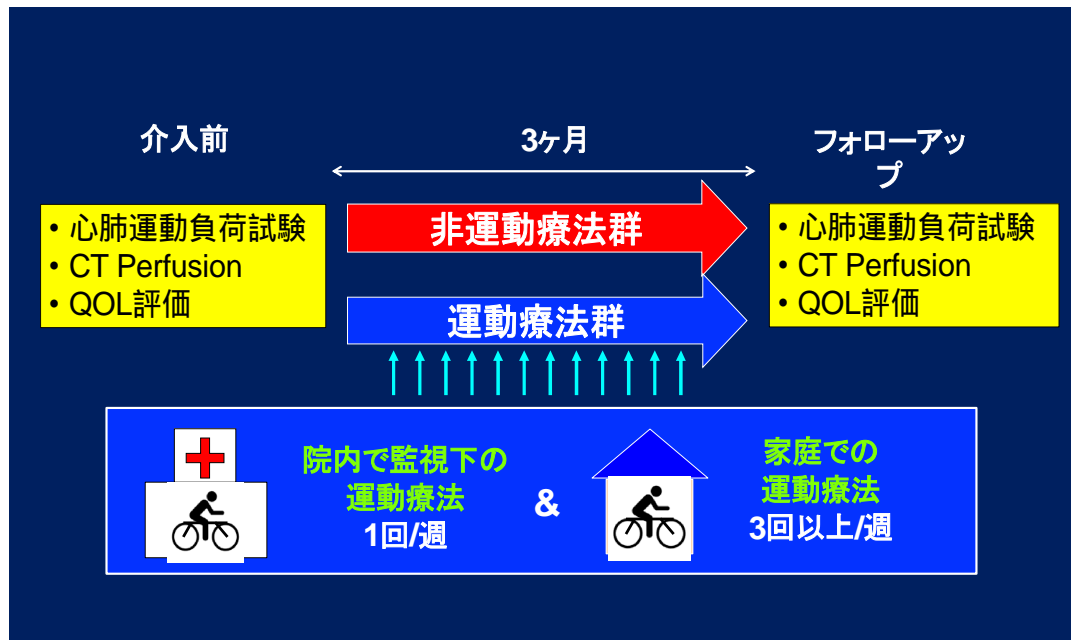 介入前
3ヶ月
フォローアッ
プ
• 心肺運動負荷試験
• CT Perfusion
• QOL評価
非運動療法群
運動療法群
• 心肺運動負荷試験
• CT Perfusion
• QOL評価
院内で監視下の
運動療法
1回/週
&
家庭での
運動療法
3回以上/週